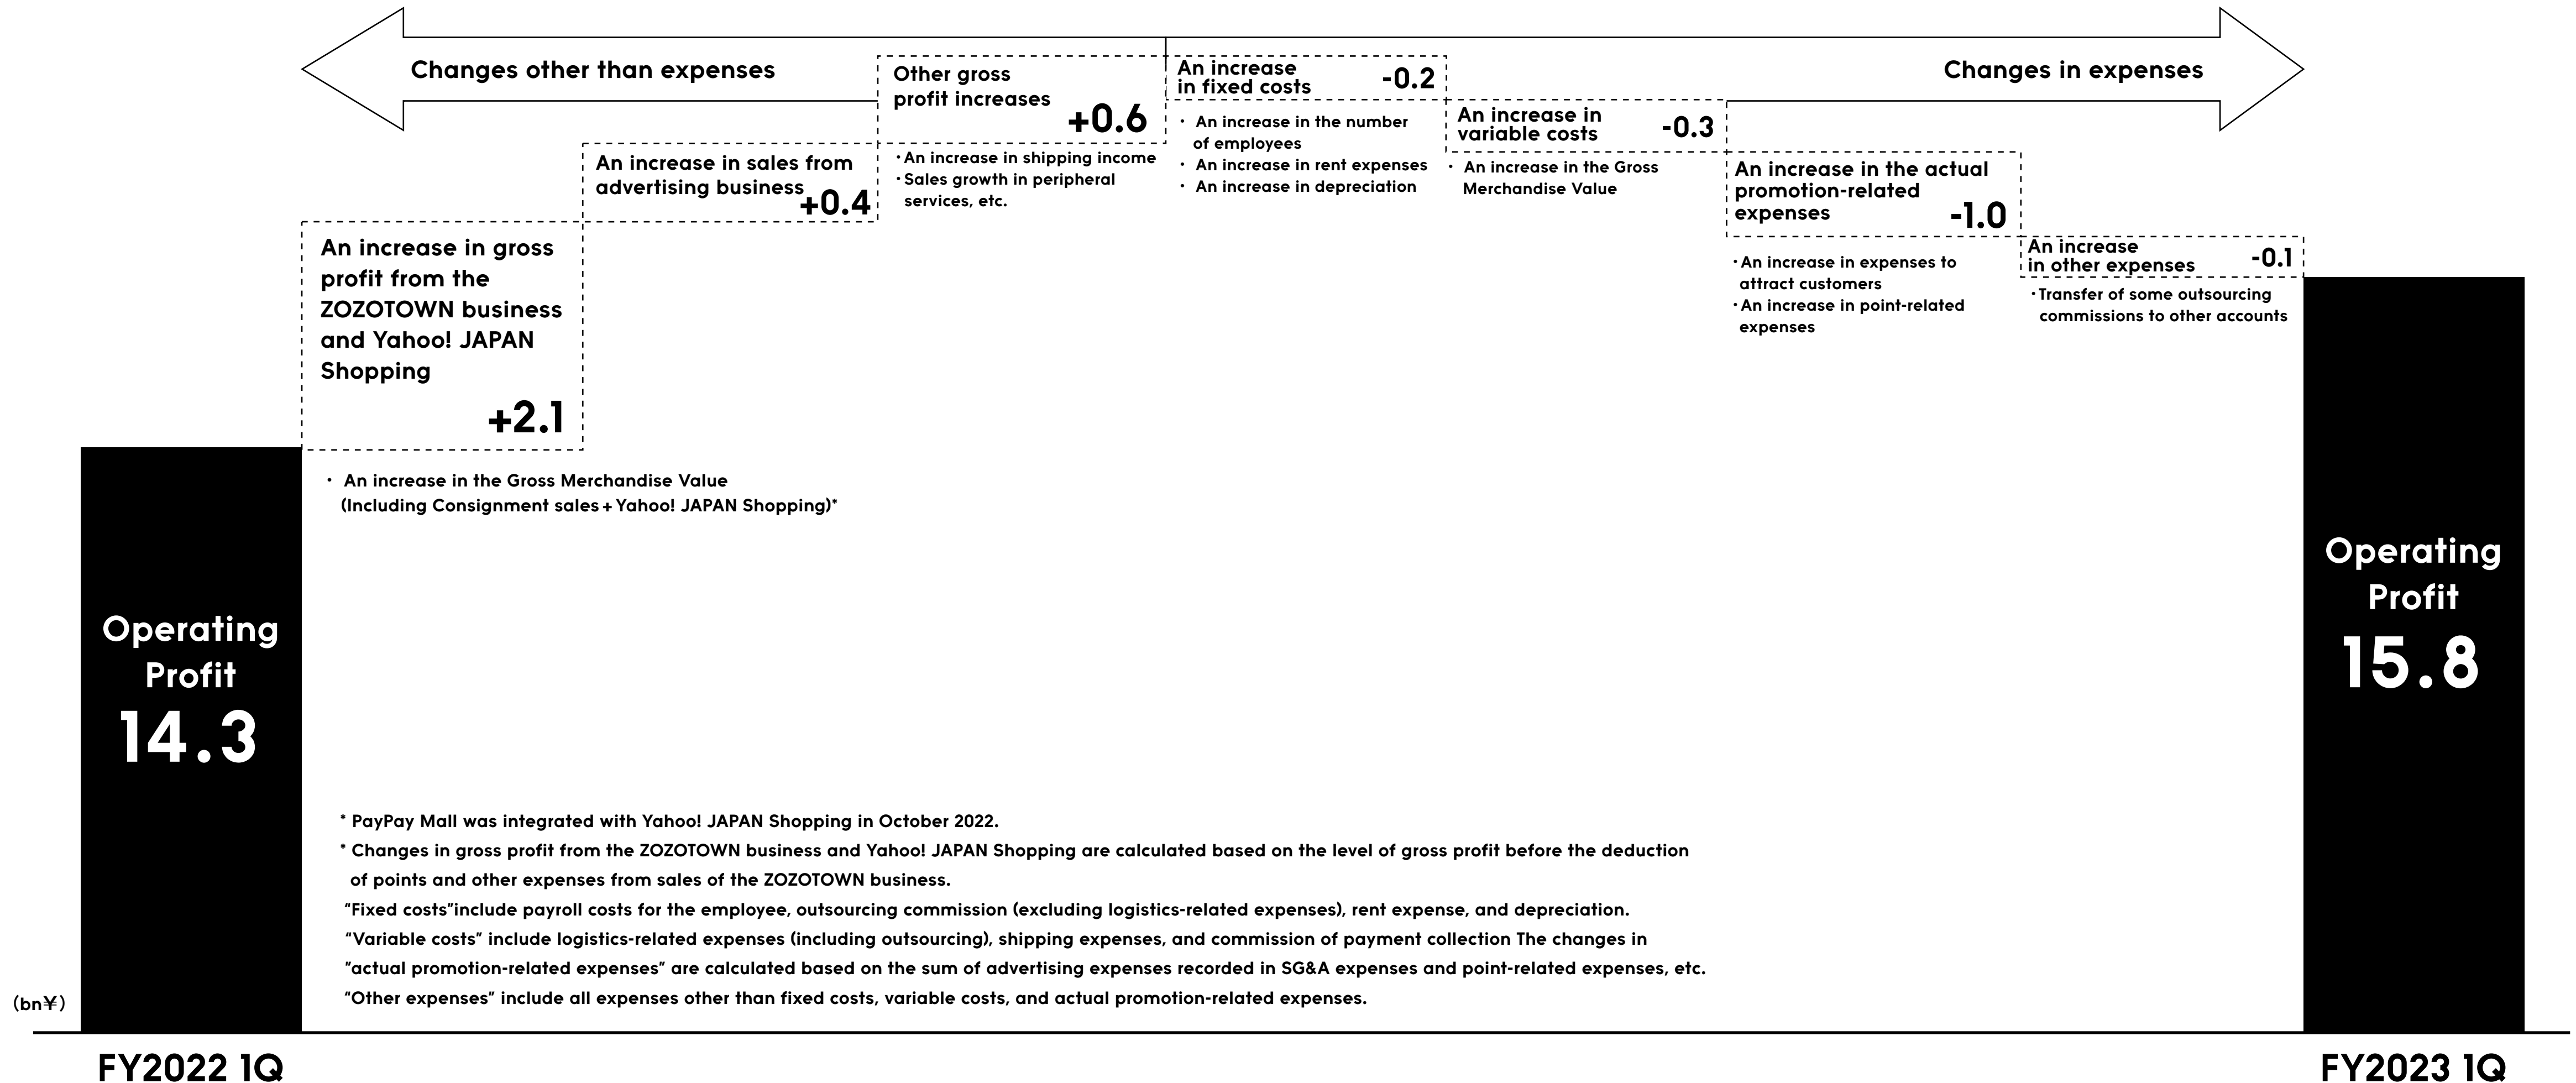 Changes other than expenses
Changes in expenses
Other gross
profit increases
+0.6
・An increase in shipping income
・Sales growth in peripheral
services, etc.
An increase
in fixed costs
-0.2
・ An increase in the number
of employees
・ An increase in rent expenses
・ An increase in depreciation
An increase in
variable costs
-0.3
・ An increase in the Gross
Merchandise Value
An increase in sales from
advertising business
+0.4
An increase in the actual
promotion-related
expenses
-1.0
・An increase in expenses to
attract customers
・An increase in point-related
expenses
An increase
in other expenses
-0.1
・Transfer of some outsourcing
commissions to other accounts
An increase in gross
profit from the
ZOZOTOWN business
and Yahoo! JAPAN
Shopping
+2.1
・ An increase in the Gross Merchandise Value
(Including Consignment sales+Yahoo! JAPAN Shopping)*
Operating
Profit
14.3
Operating
Profit
15.8
* PayPay Mall was integrated with Yahoo! JAPAN Shopping in October 2022.
* Changes in gross profit from the ZOZOTOWN business and Yahoo! JAPAN Shopping are calculated based on the level of gross profit before the deduction
of points and other expenses from sales of the ZOZOTOWN business.
“Fixed costs”include payroll costs for the employee, outsourcing commission (excluding logistics-related expenses), rent expense, and depreciation.
“Variable costs” include logistics-related expenses (including outsourcing), shipping expenses, and commission of payment collection The changes in
”actual promotion-related expenses” are calculated based on the sum of advertising expenses recorded in SG&A expenses and point-related expenses, etc.
“Other expenses” include all expenses other than fixed costs, variable costs, and actual promotion-related expenses.
(bn¥)
FY2022 1Q
FY2023 1Q